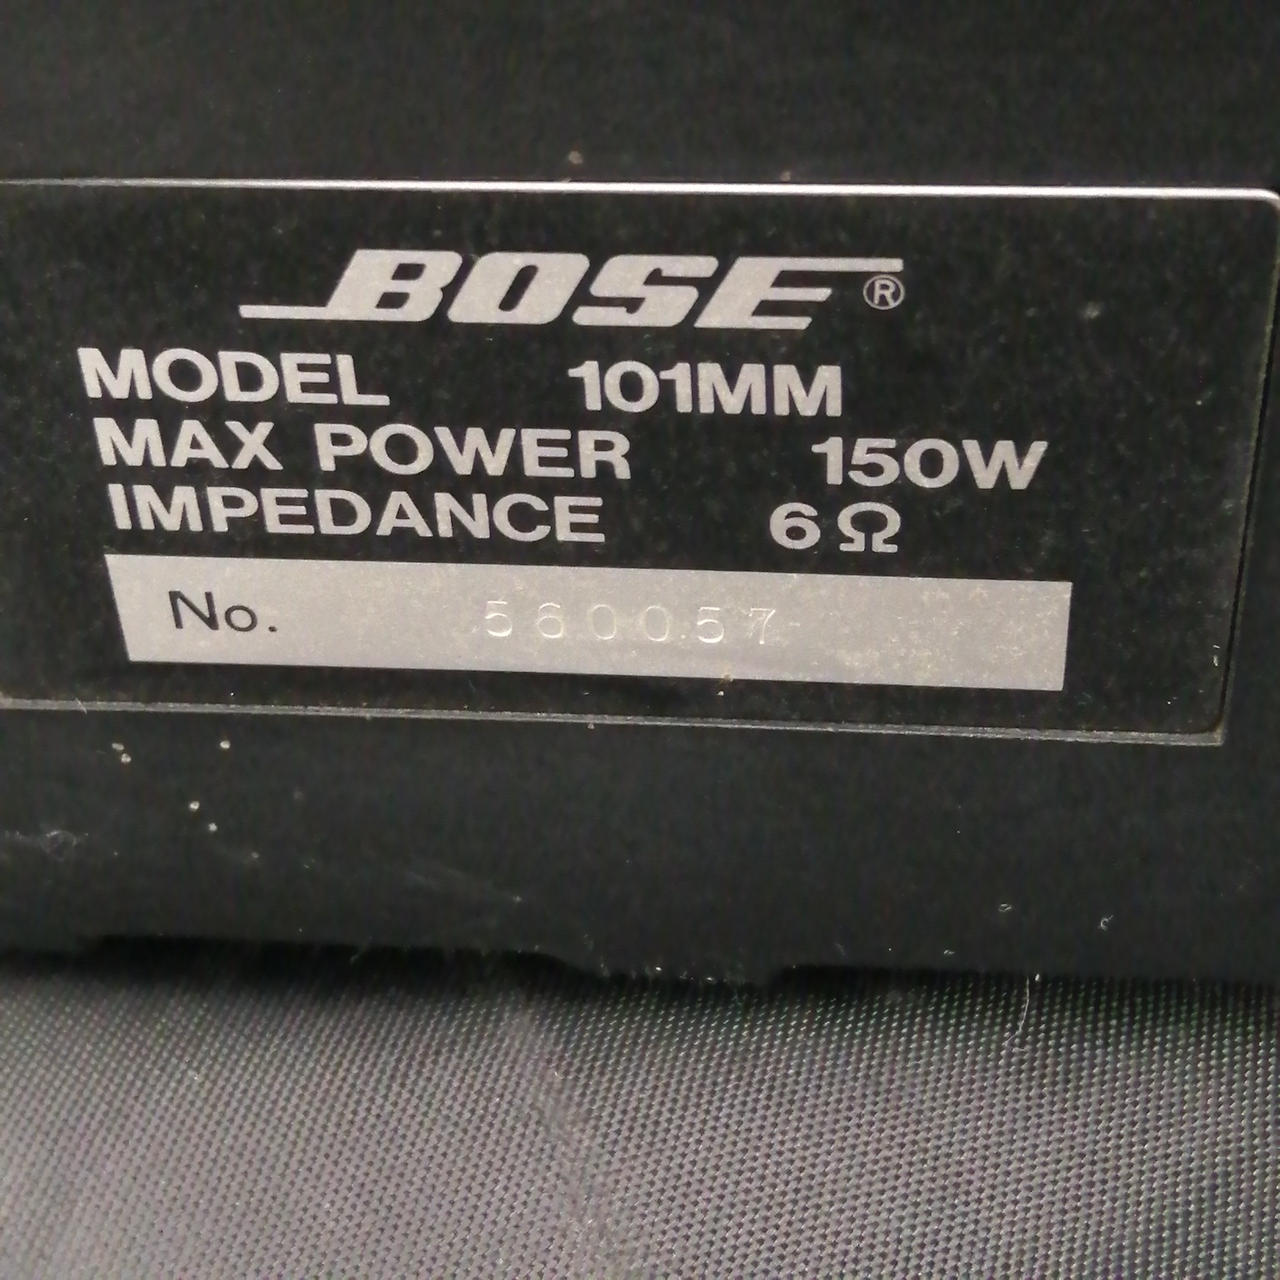 BOSE®
MODEL 101MM
MAX POWER 150W
IMPEDANCE 6Ω
No. 560057